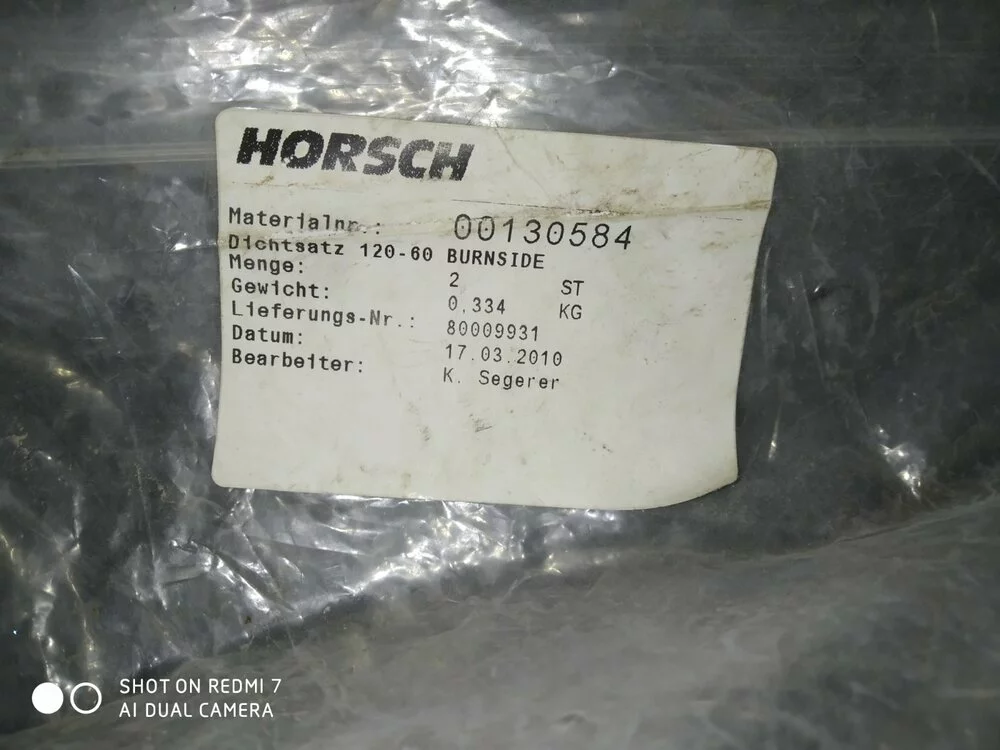 HORSCH
Materialnr.: 00130584
Dichtsatz 120-60 BURNSIDE
Menge: 2 ST
Gewicht: 0,334 KG
Lieferungs-Nr.: 80009931
Datum: 17.03.2010
Bearbeiter: K. Segerer
SHOT ON REDMI 7
AI DUAL CAMERA